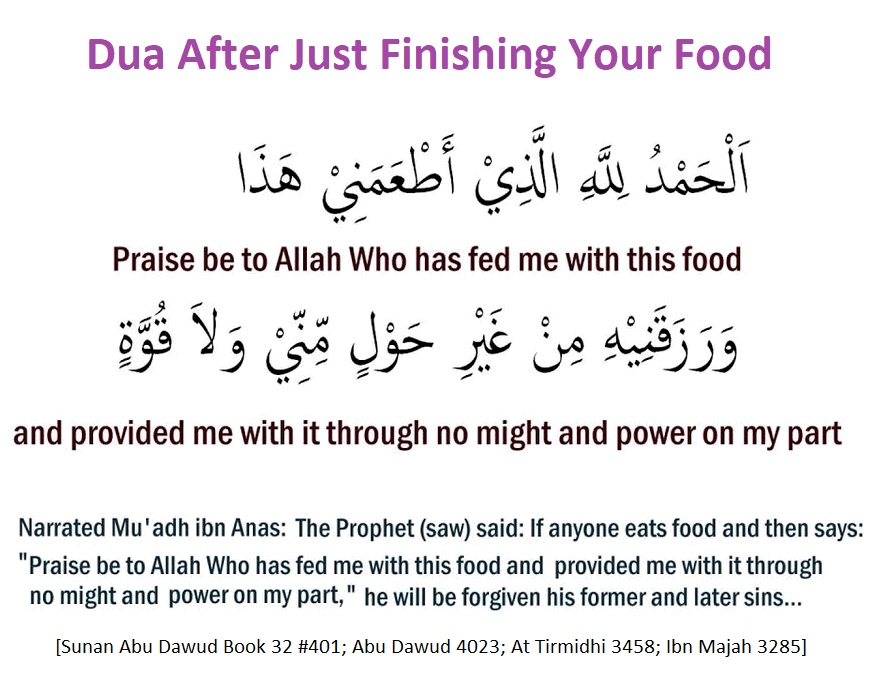 Dua After Just Finishing Your Food
اَلْحَمْدُ لِلَّهِ الَّذِيْ أَطْعَمَنِيْ هَذَا
Praise be to Allah Who has fed me with this food
وَرَزَقَنِيْهِ مِنْ غَيْرِ حَوْلٍ مِّنِّيْ وَلاَ قُوَّةٍ
and provided me with it through no might and power on my part
Narrated Mu'adh ibn Anas: The Prophet (saw) said: If anyone eats food and then says:
"Praise be to Allah Who has fed me with this food and provided me with it through
no might and power on my part," he will be forgiven his former and later sins...
[Sunan Abu Dawud Book 32 #401; Abu Dawud 4023; At Tirmidhi 3458; Ibn Majah 3285]